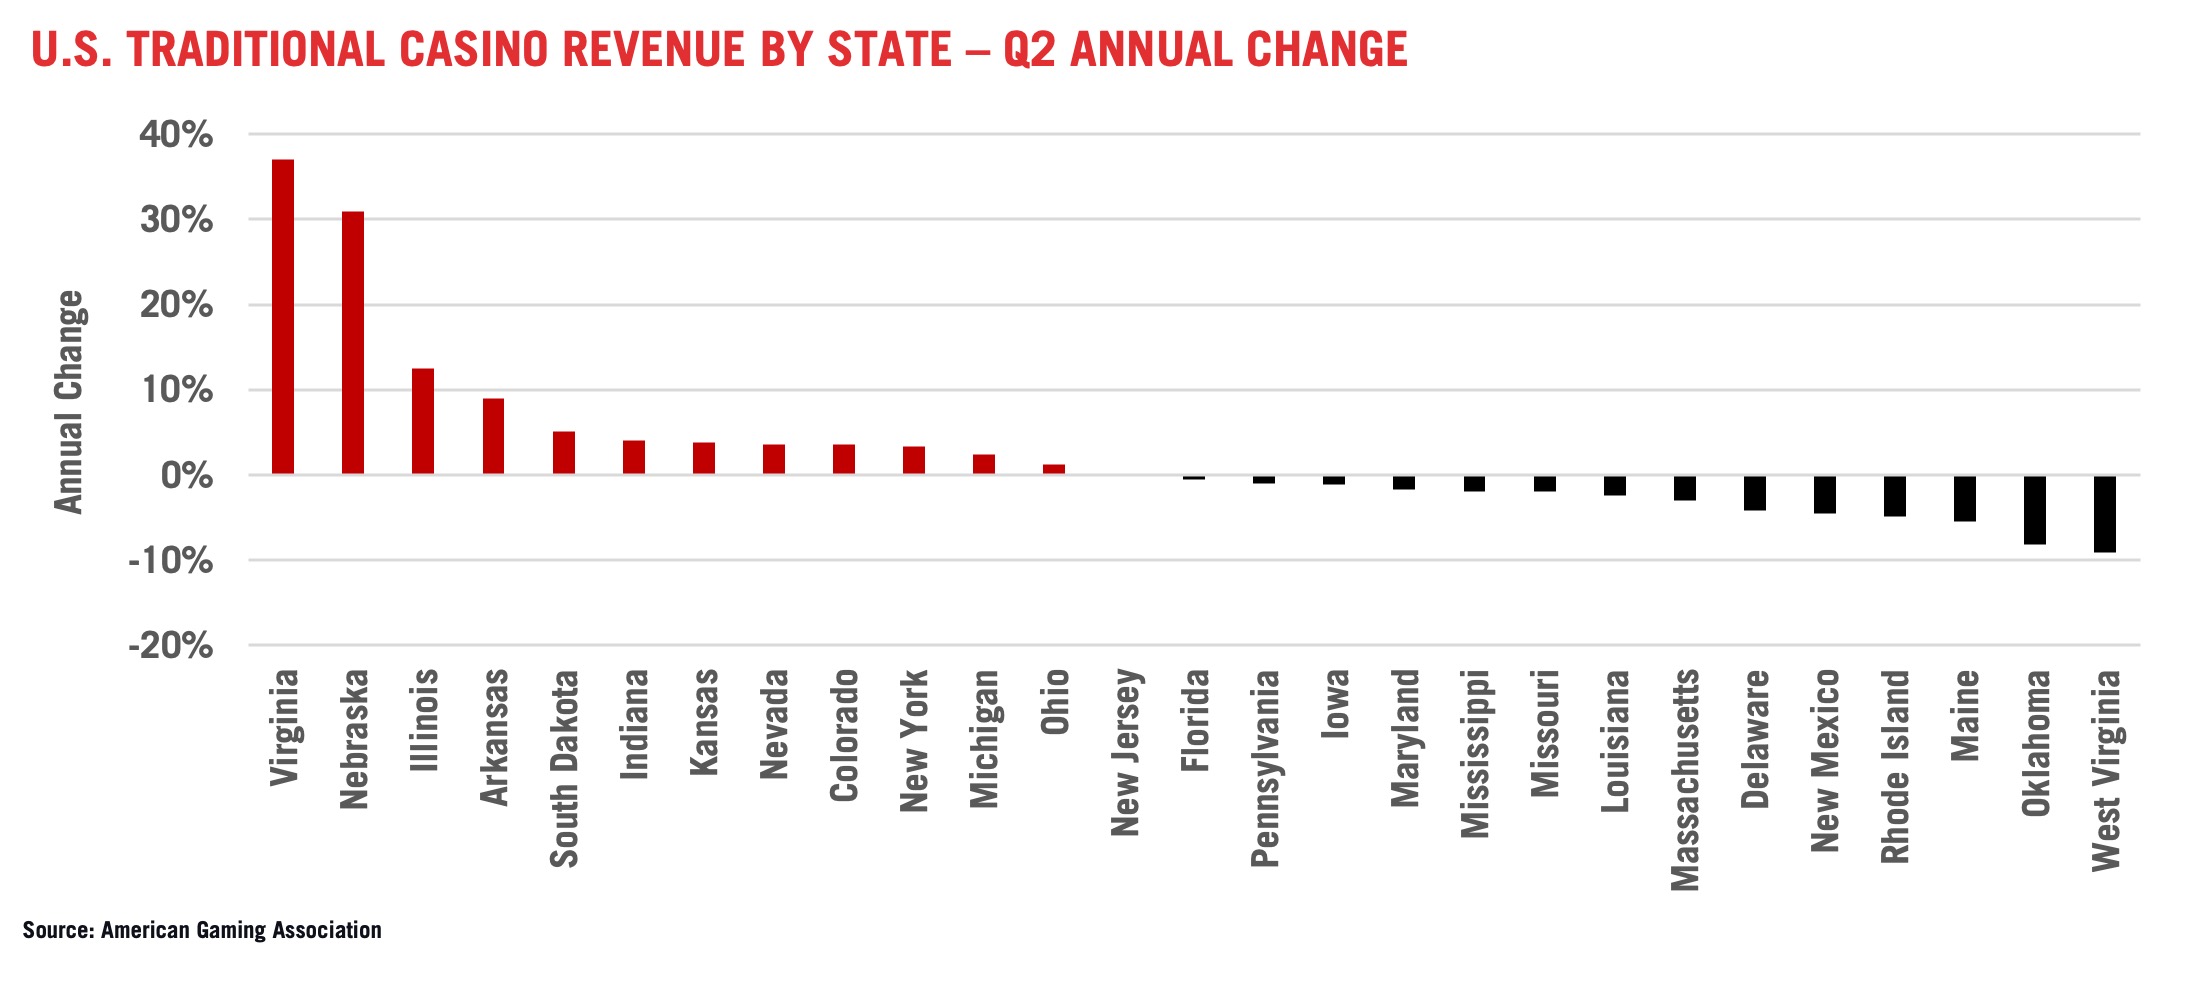 U.S. TRADITIONAL CASINO REVENUE BY STATE – Q2 ANNUAL CHANGE
Annual Change
40%
30%
20%
10%
0%
-10%
-20%
Virginia
Nebraska
Illinois
Arkansas
South Dakota
Indiana
Kansas
Nevada
Colorado
New York
Michigan
Ohio
New Jersey
Florida
Pennsylvania
Iowa
Maryland
Mississippi
Missouri
Louisiana
Massachusetts
Delaware
New Mexico
Rhode Island
Maine
Oklahoma
West Virginia
Source: American Gaming Association